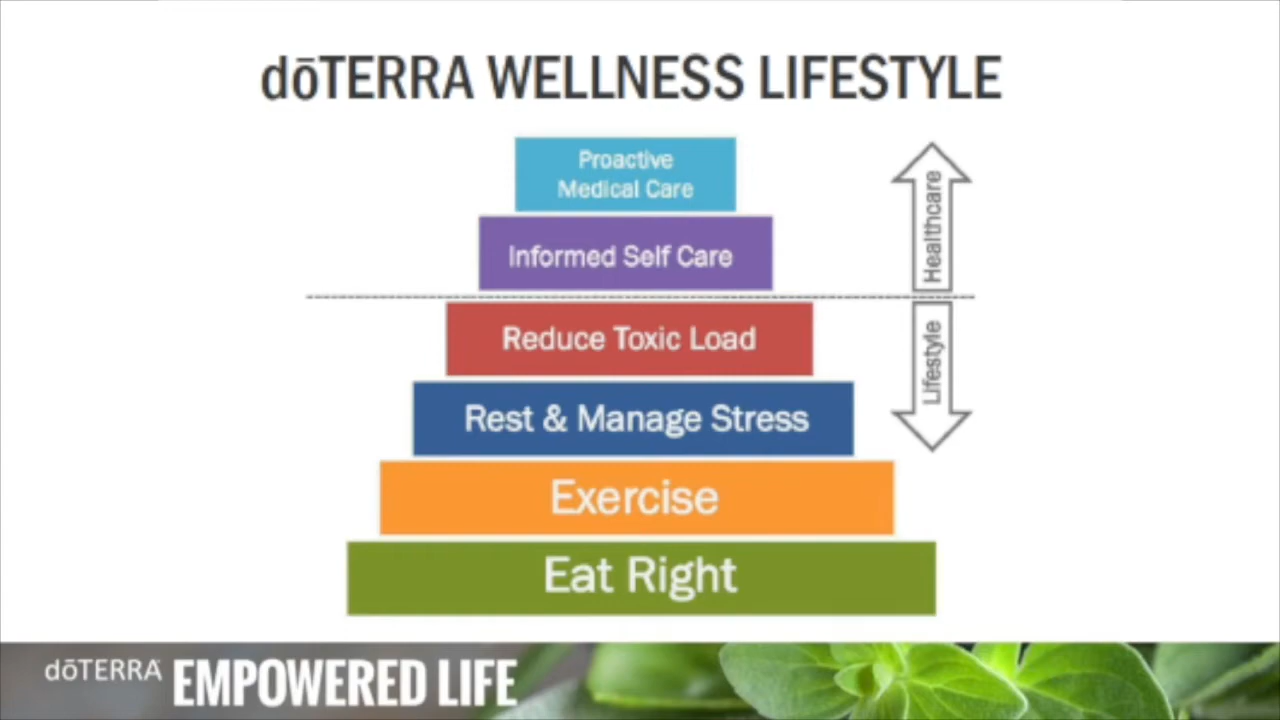 dōTERRA WELLNESS LIFESTYLE
Proactive
Medical Care
Informed Self Care
Healthcare
Reduce Toxic Load
Lifestyle
Rest & Manage Stress
Exercise
Eat Right
dōTERRA EMPOWERED LIFE